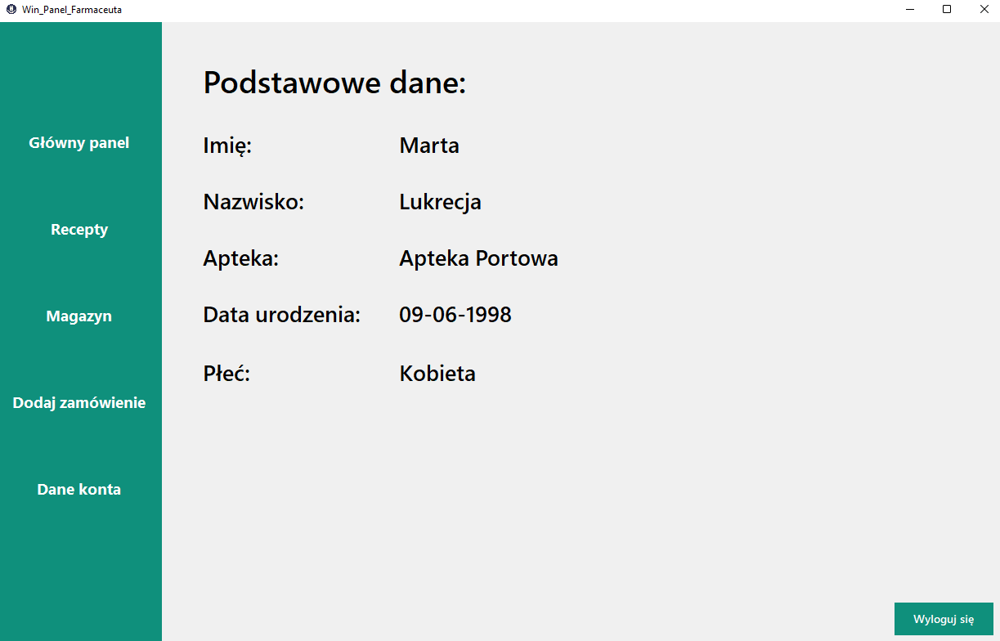 Win_Panel_Farmaceuta
Główny panel
Recepty
Magazyn
Dodaj zamówienie
Dane konta
Podstawowe dane:
Imię: Marta
Nazwisko: Lukrecja
Apteka: Apteka Portowa
Data urodzenia: 09-06-1998
Płeć: Kobieta
Wyloguj się